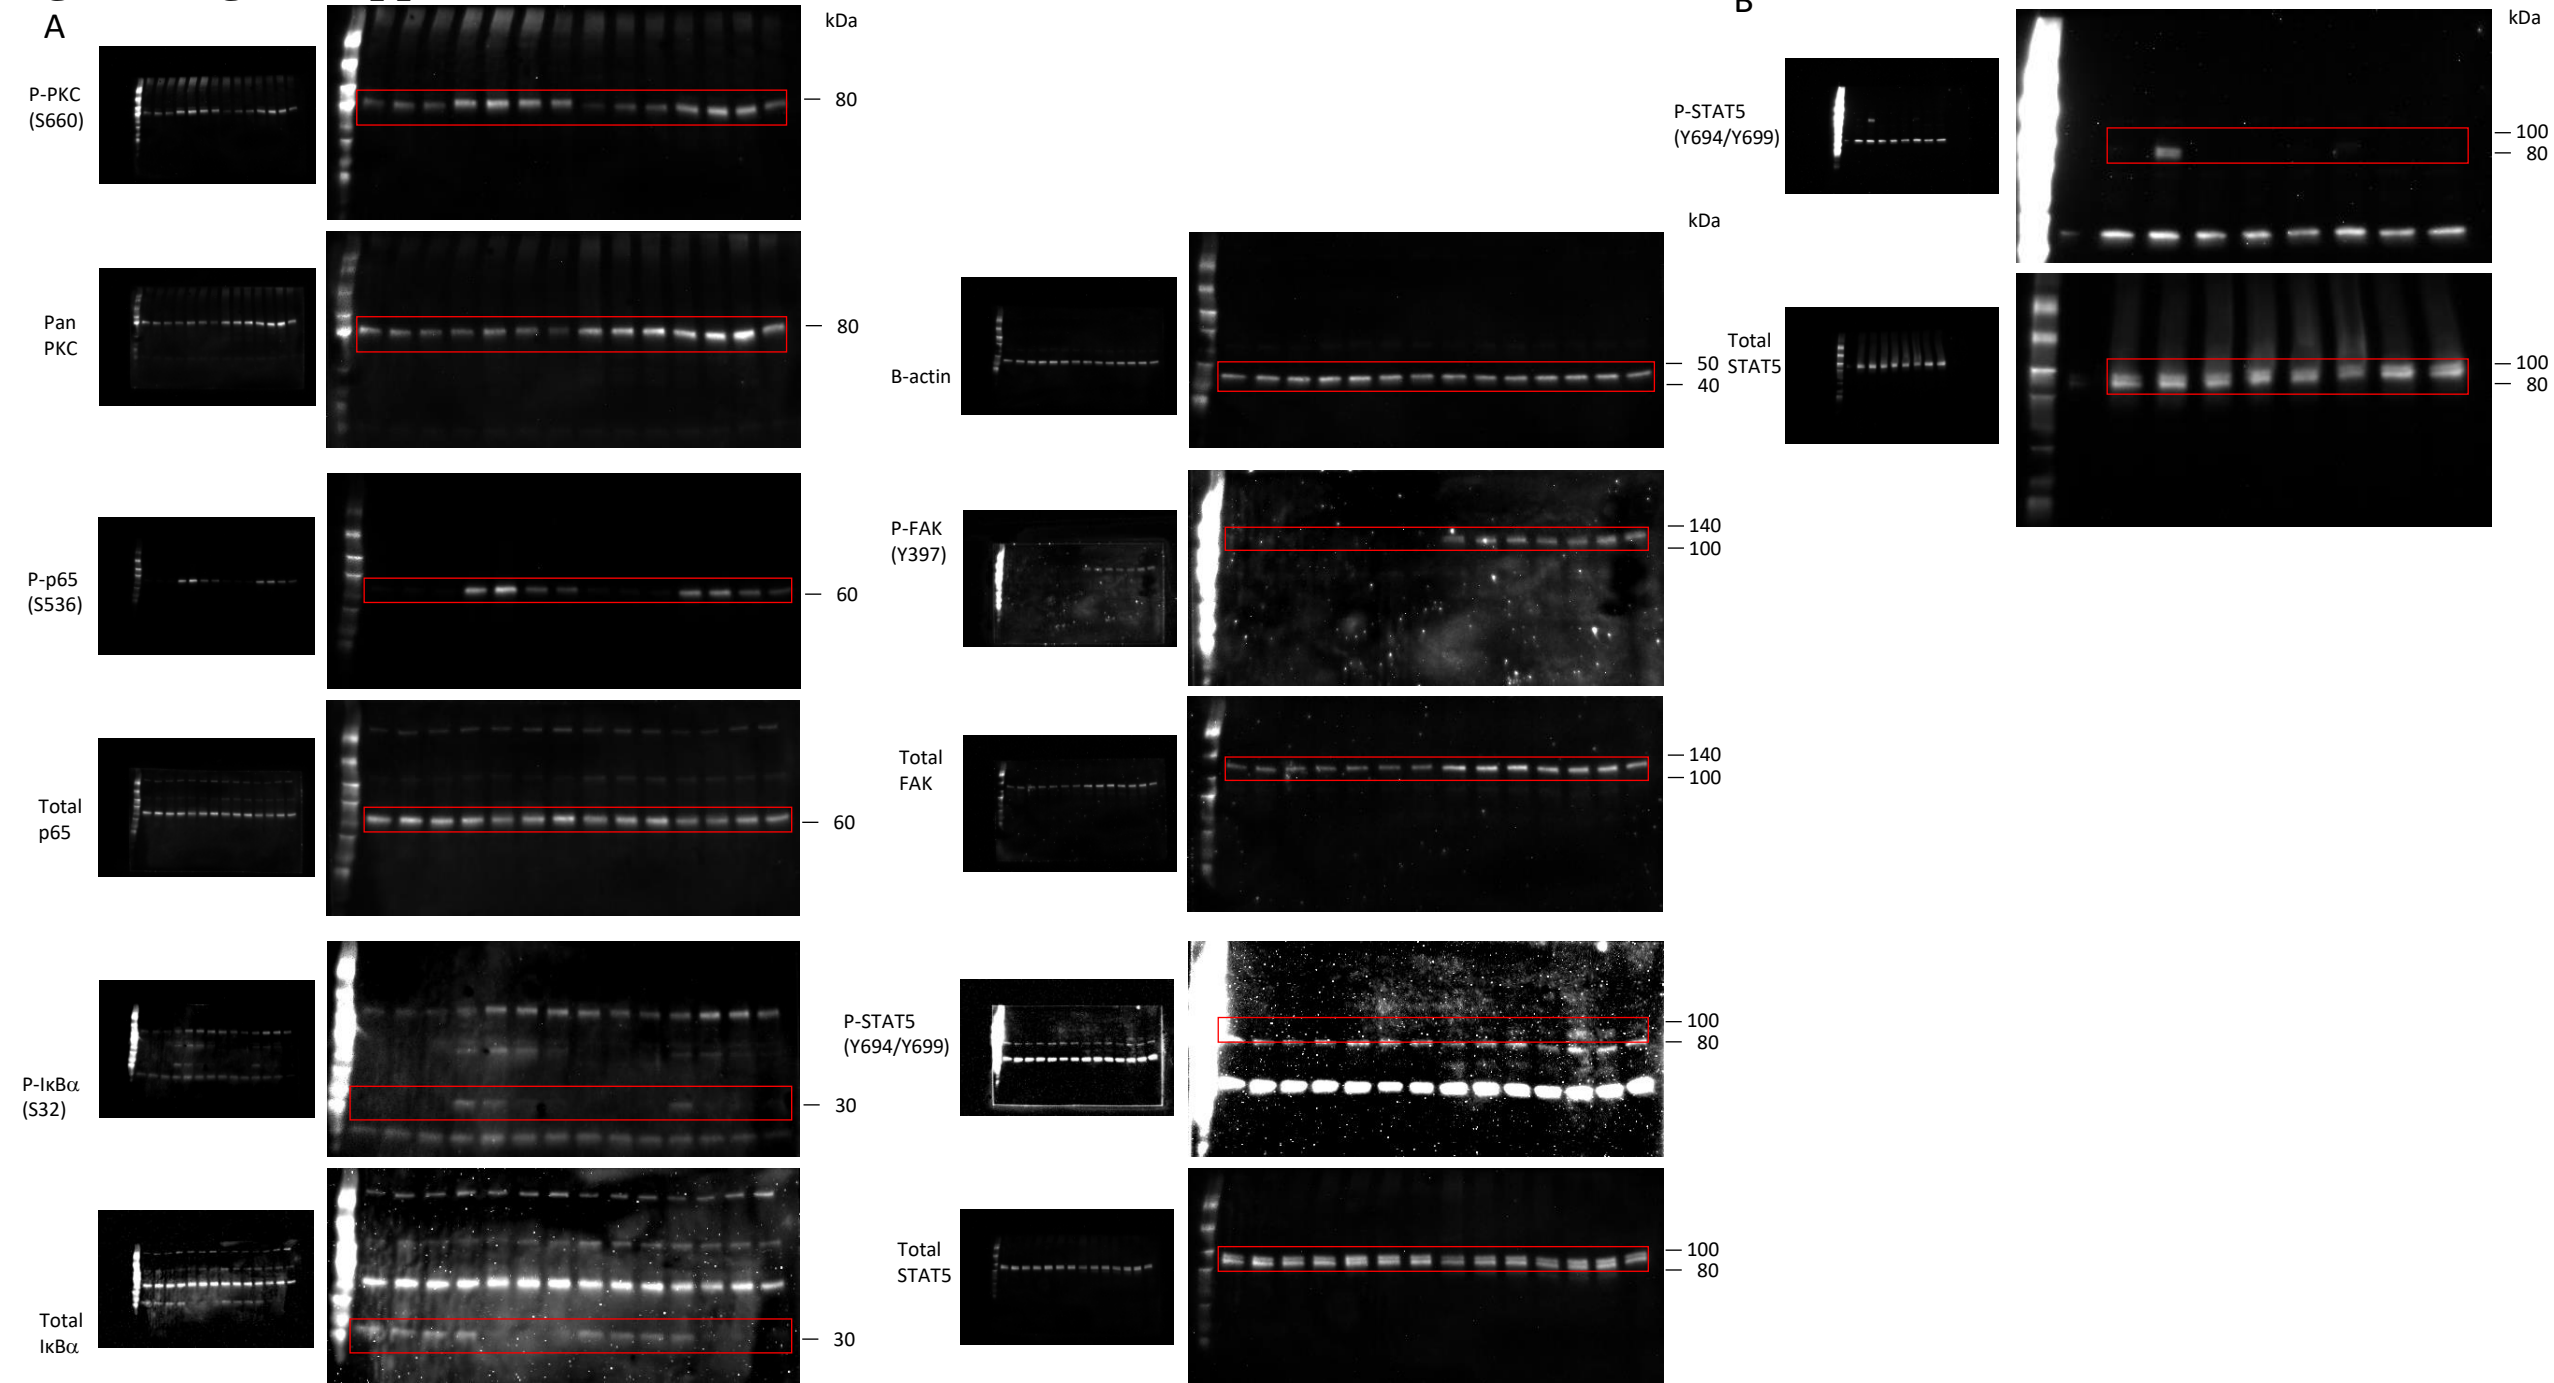 A
kDa
P-PKC
(S660)
80
Pan
PKC
80
P-p65
(S536)
60
Total
p65
60
P-IκBα
(S32)
30
Total
IκBα
30
kDa
B-actin
50
40
P-FAK
(Y397)
140
100
Total
FAK
140
100
P-STAT5
(Y694/Y699)
100
80
Total
STAT5
100
80
B
kDa
P-STAT5
(Y694/Y699)
100
80
Total
STAT5
100
80